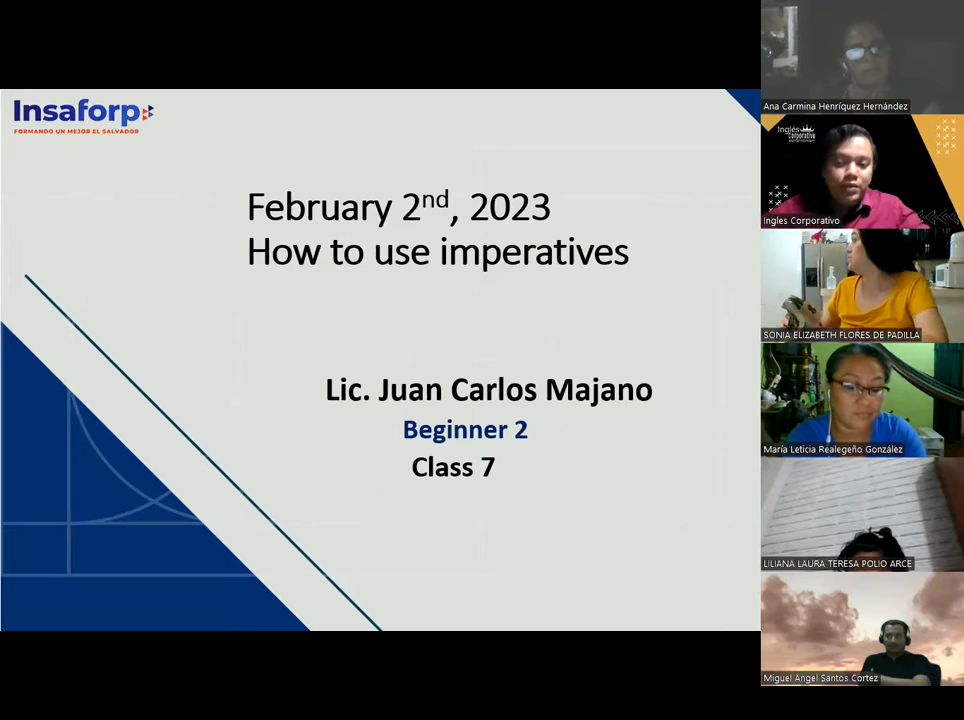 Insaforp
FORMANDO UN MEJOR EL SALVADOR
February 2nd, 2023
How to use imperatives
Lic. Juan Carlos Majano
Beginner 2
Class 7
Ana Carmina Henríquez Hernández
Inglés
Corporativo
Ingles Corporativo
SONIA ELIZABETH FLORES DE PADILLA
María Leticia Realegeño González
LILIANA LAURA TERESA POLIO ARCE
Miguel Angel Santos Cortez